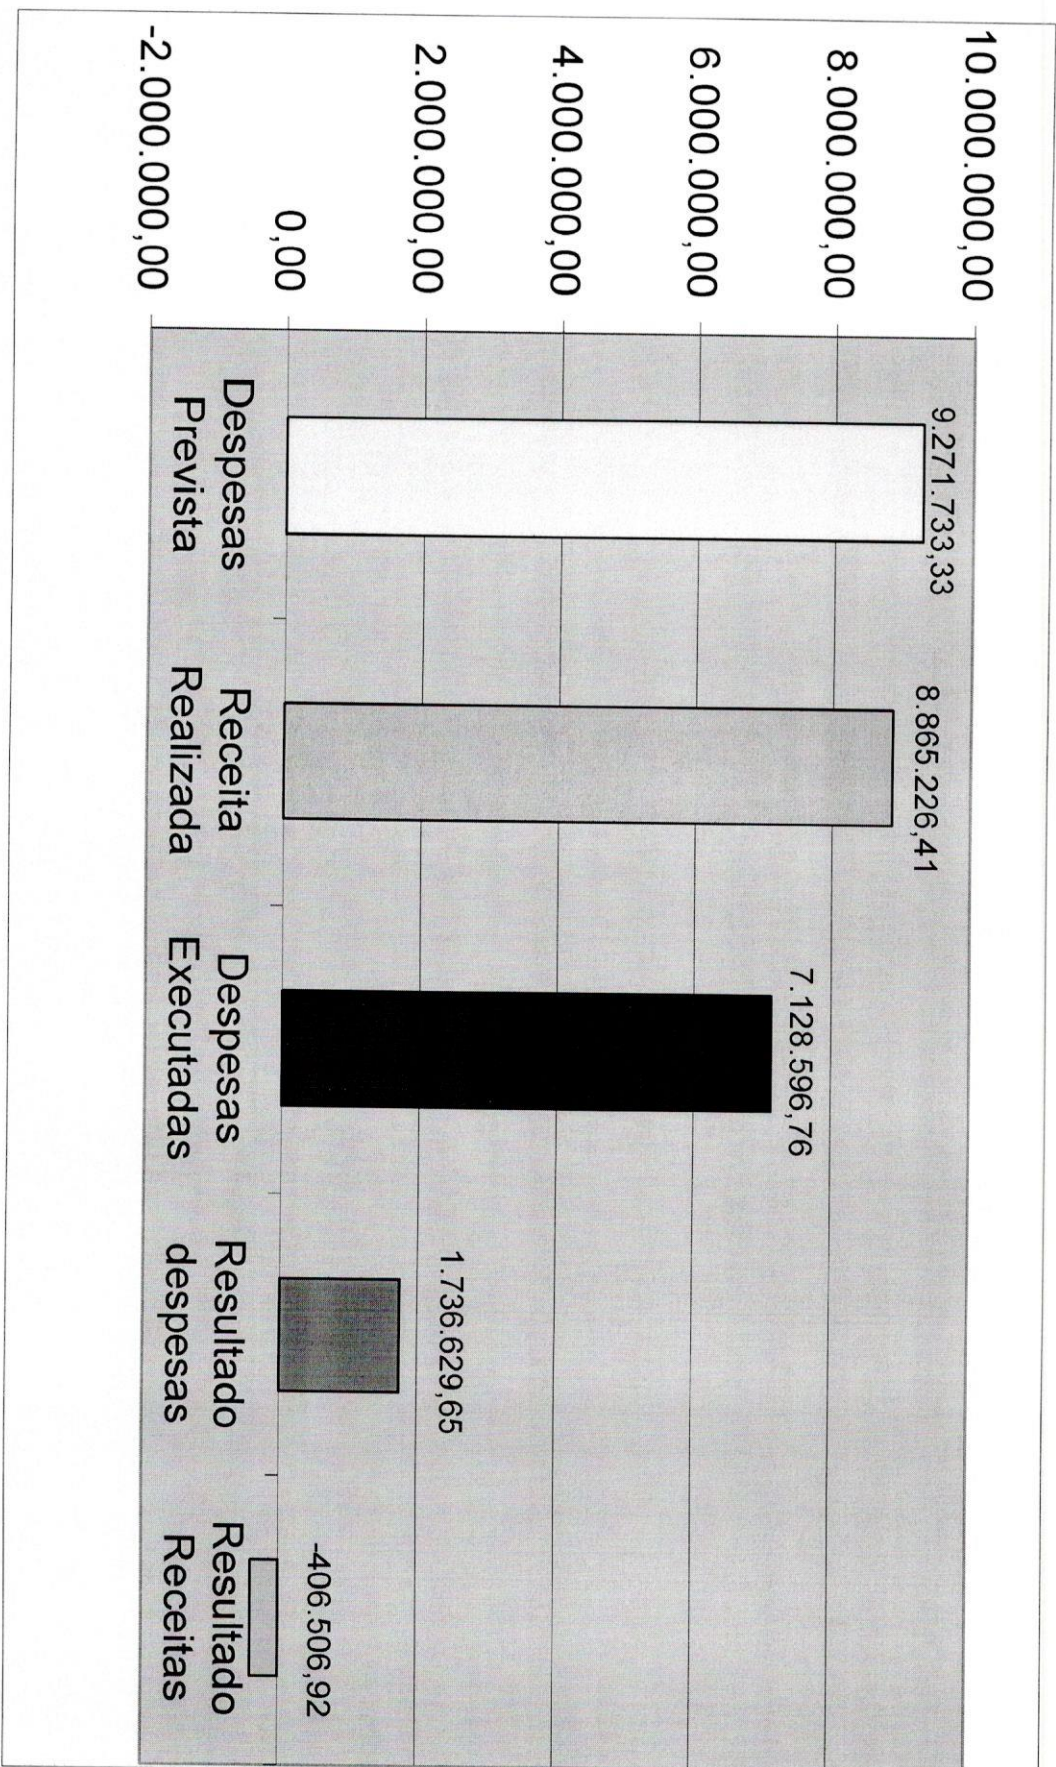 10.000.000,00
8.000.000,00
6.000.000,00
4.000.000,00
2.000.000,00
0,00
-2.000.000,00
9.271.733,33
8.865.226,41
7.128.596,76
1.736.629,65
-406.506,92
Despesas
Prevista
Receita
Realizada
Despesas
Executadas
Resultado
despesas
Resultado
Receitas